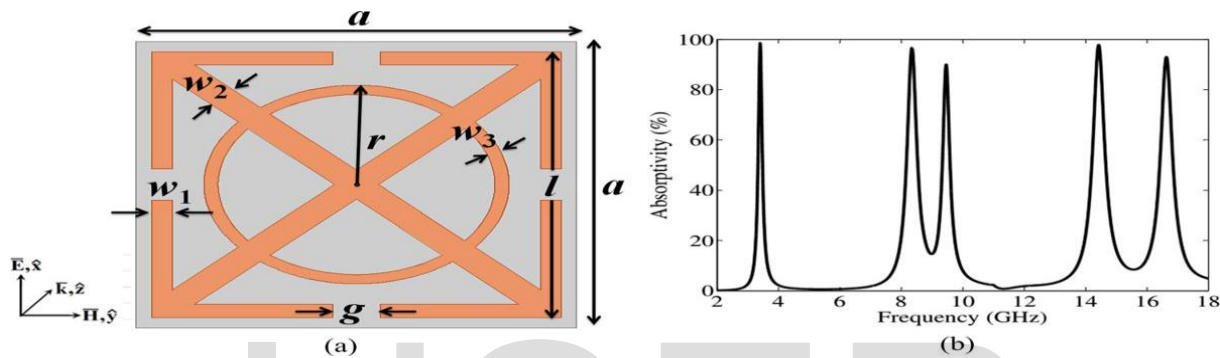 a
w₂
r
w₃
w₁
l
a
g
E̅,x̂
k̅,ẑ
H̅,ŷ
(a)
Absorptivity (%)
100
80
60
40
20
0
2 4 6 8 10 12 14 16 18
Frequency (GHz)
(b)